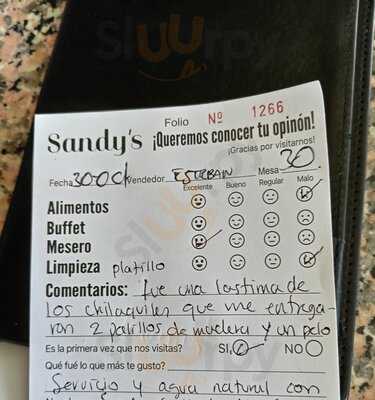 Folio Nº 1266
Sandy's ¡Queremos conocer tu opinón!
¡Gracias por visitarnos!
Fecha 30 Oct Vendedor ESTEBAN Mesa 30
Excelente Bueno Regular Malo
Alimentos
Buffet
Mesero
Limpieza platillo
Comentarios: fue una lastima de
los chilaquiles que me entrega-
ron 2 palillos de madera y un pelo
Es la primera vez que nos visitas? SI NO
Qué fué lo que más te gusto?
Servicio y agua natural con